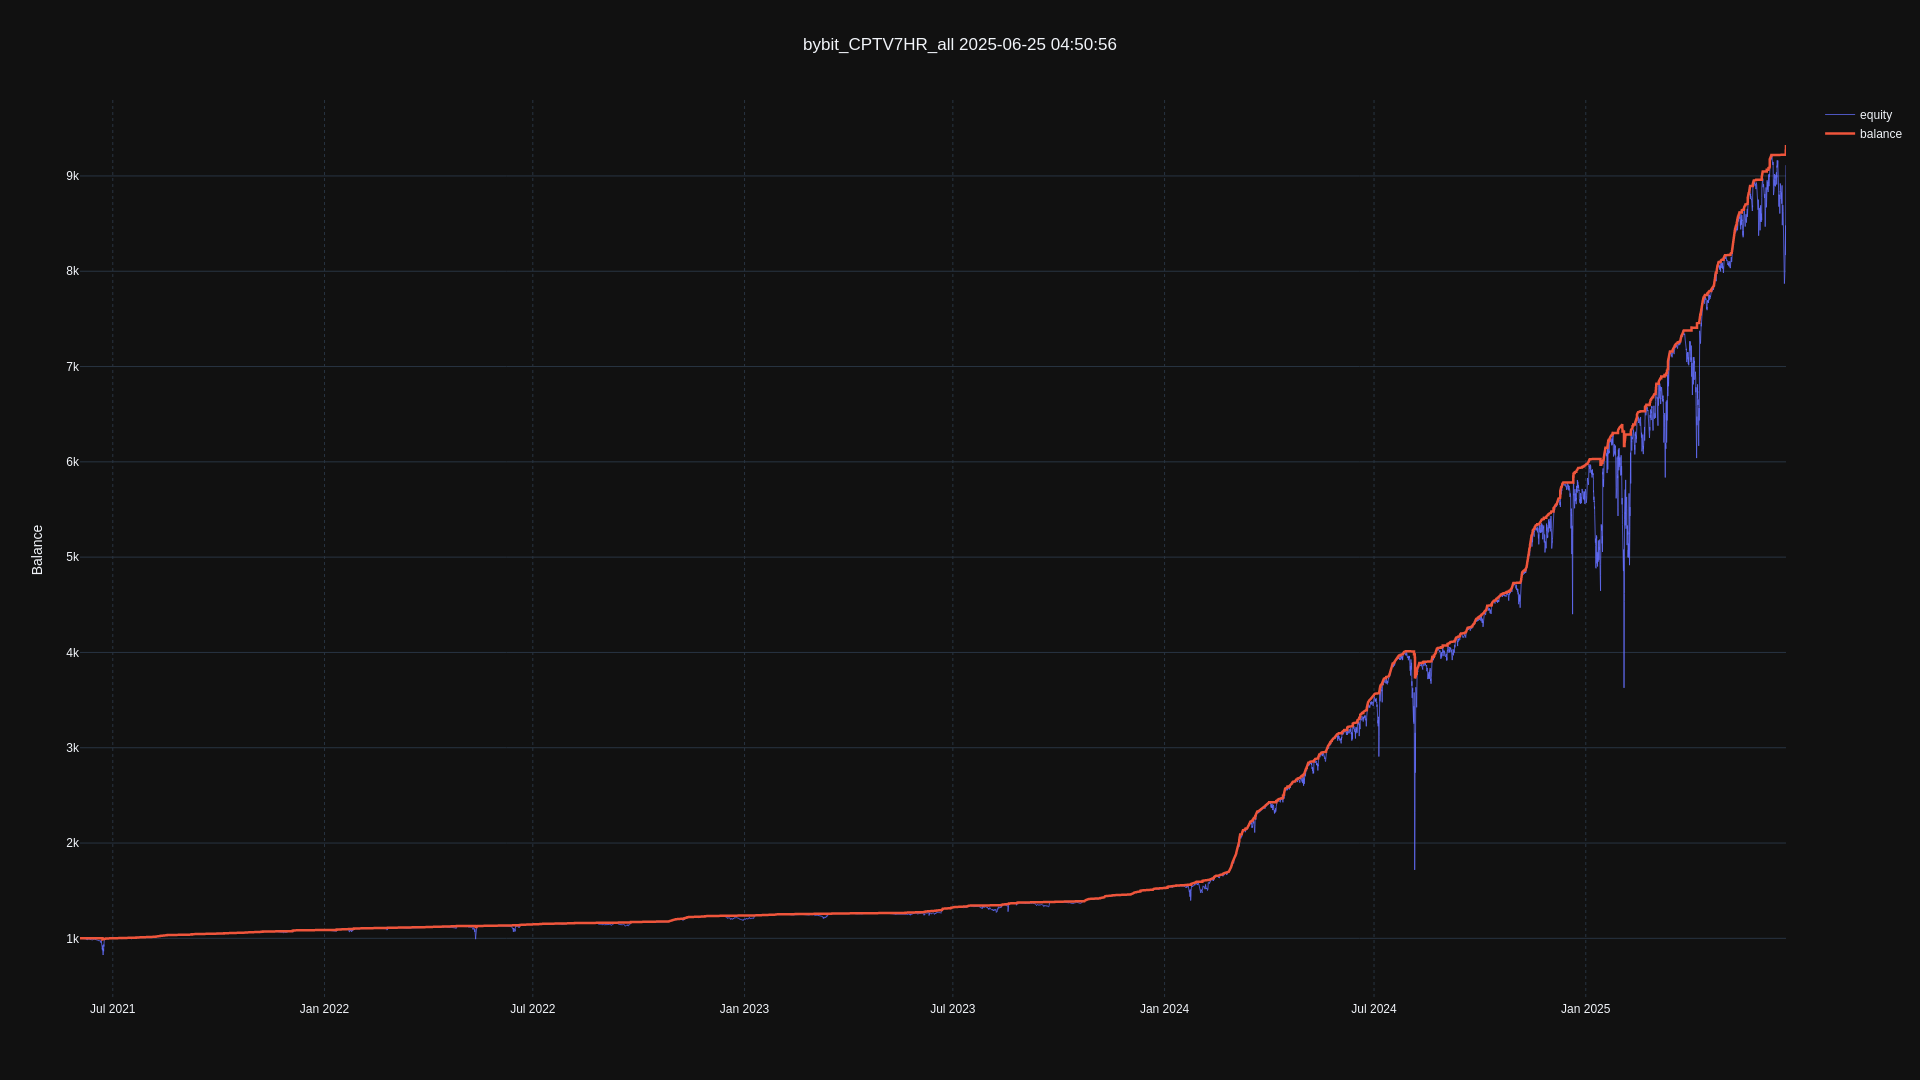 bybit_CPTV7HR_all 2025-06-25 04:50:56
equity
balance
9k
8k
7k
6k
5k
4k
3k
2k
1k
Balance
Jul 2021
Jan 2022
Jul 2022
Jan 2023
Jul 2023
Jan 2024
Jul 2024
Jan 2025